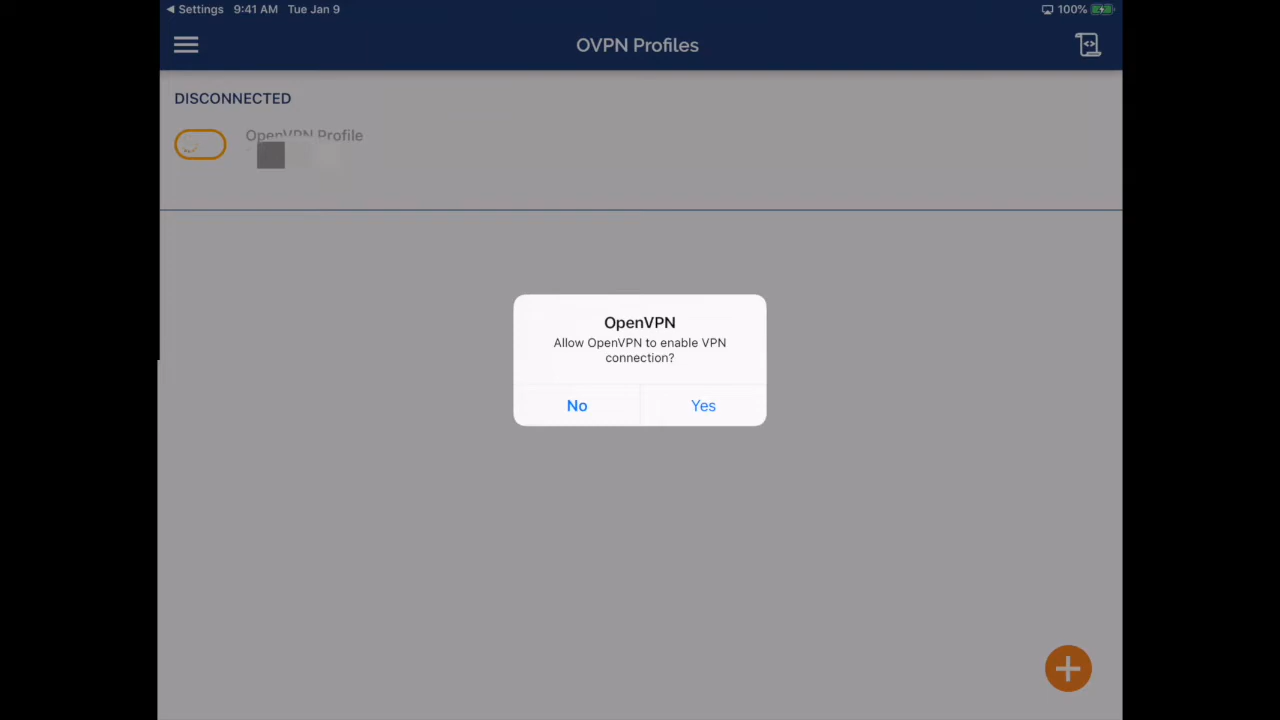 Settings 9:41 AM Tue Jan 9 100%
OVPN Profiles
DISCONNECTED
OpenVPN Profile
OpenVPN
Allow OpenVPN to enable VPN
connection?
No Yes